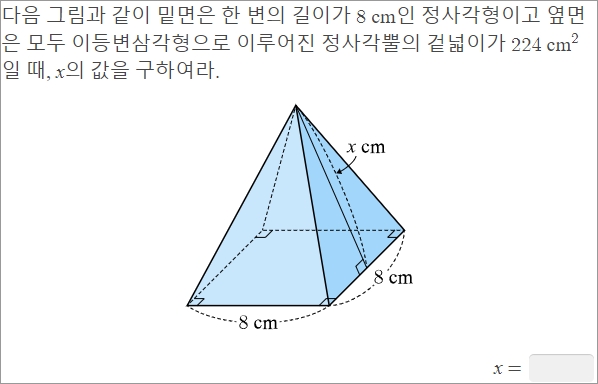 다음 그림과 같이 밑면은 한 변의 길이가 8 cm인 정사각형이고 옆면
은 모두 이등변삼각형으로 이루어진 정사각뿔의 겉넓이가 224 cm²
일 때, x의 값을 구하여라.
x cm
8 cm
8 cm
x =